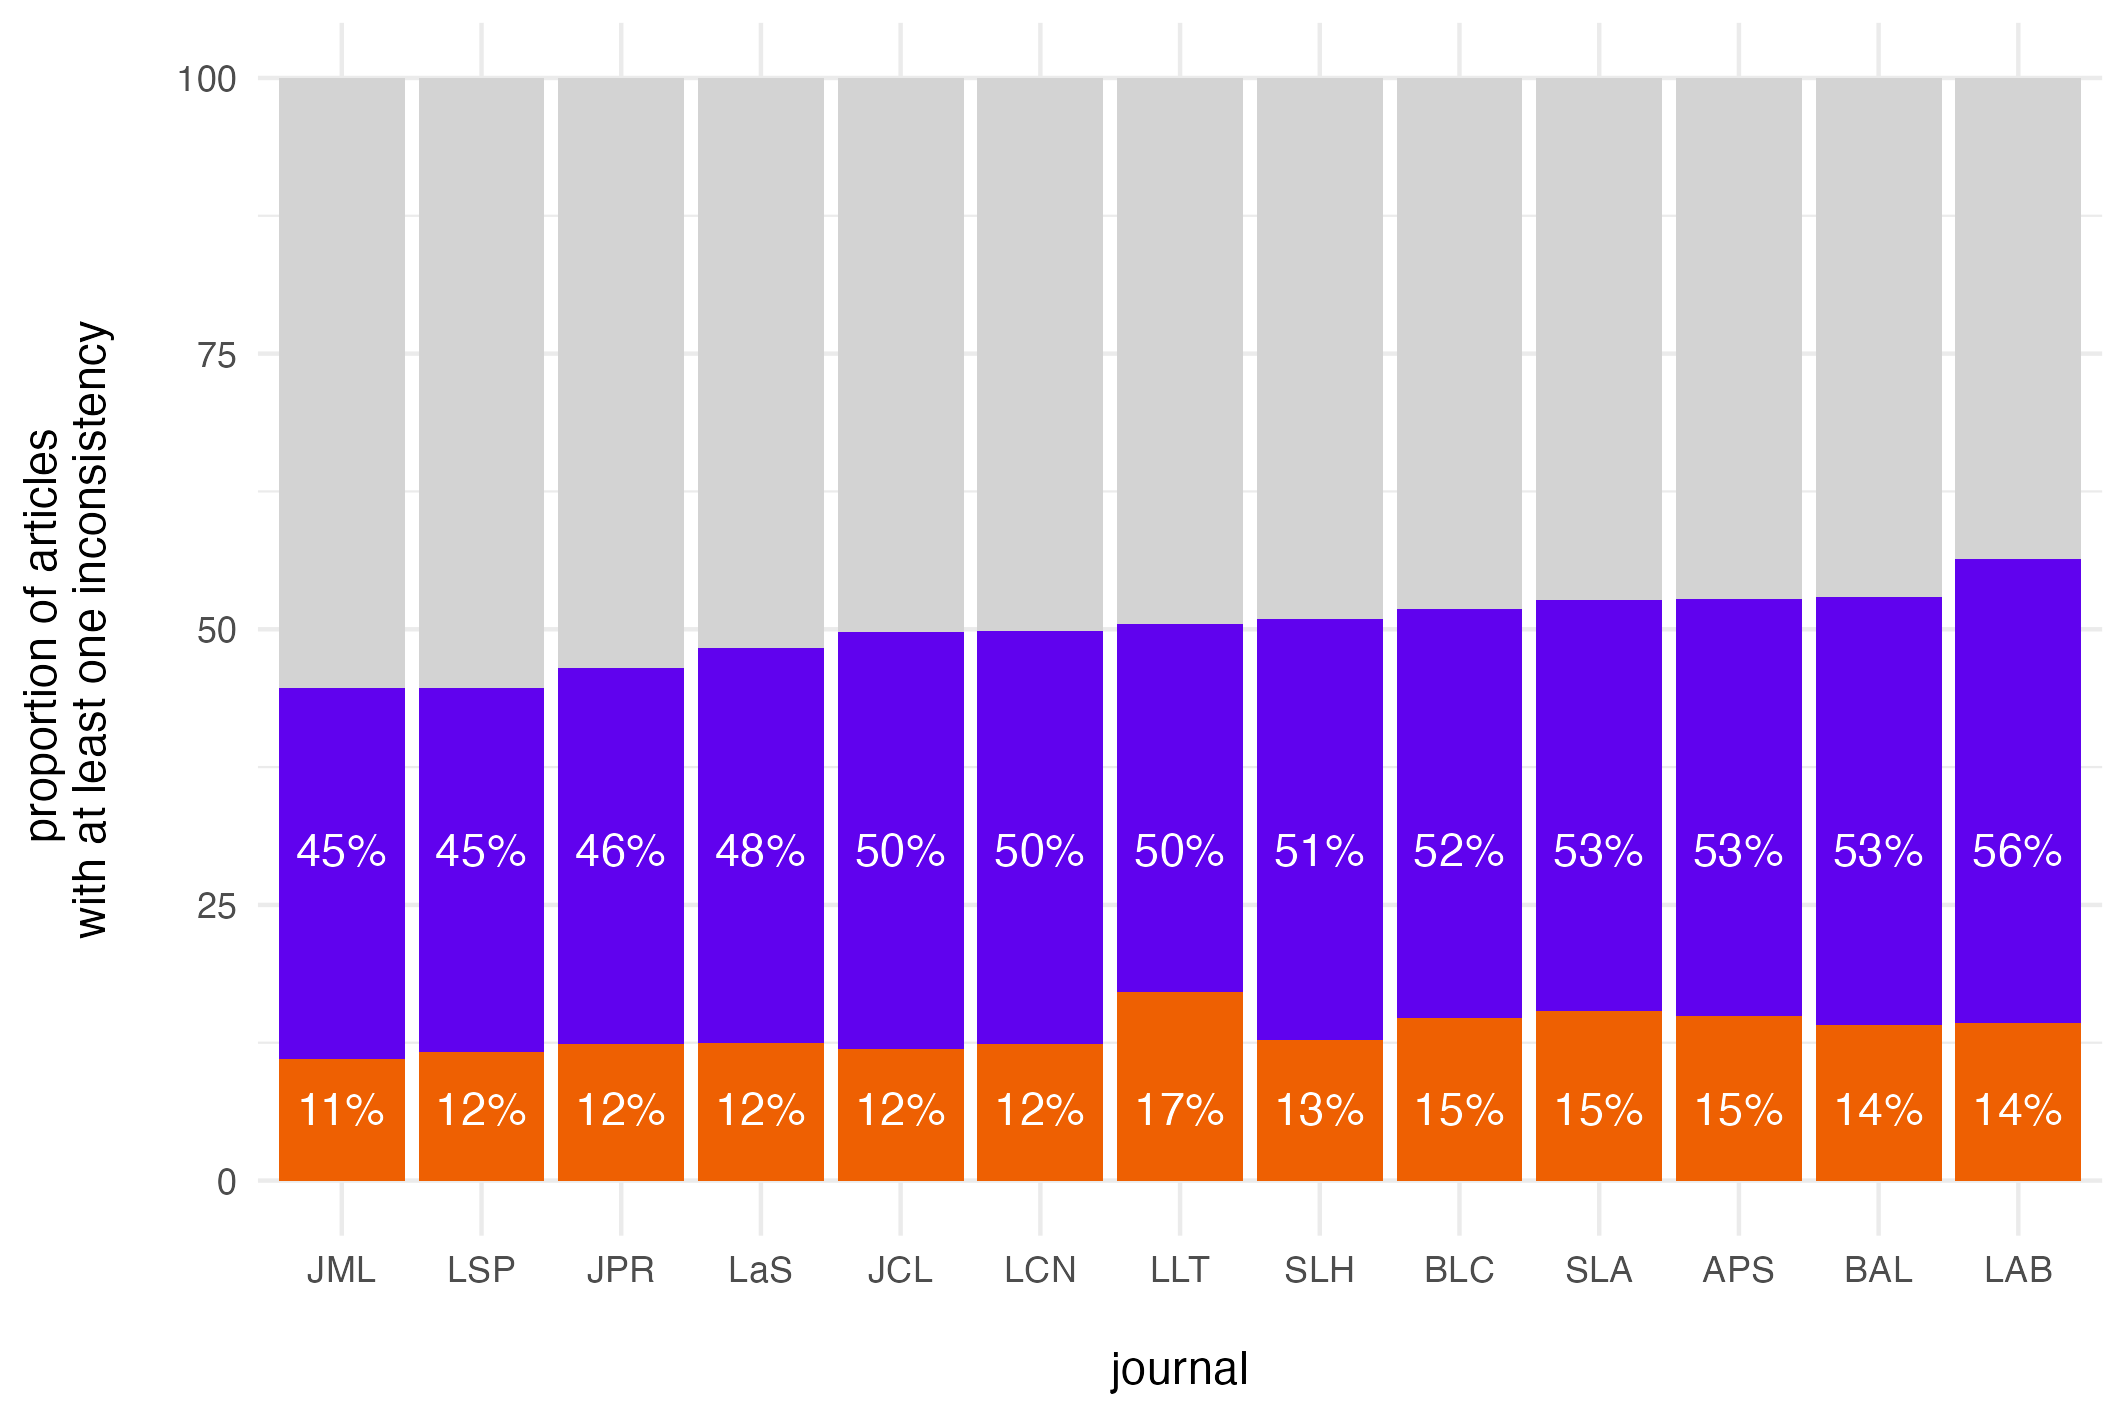 proportion of articles
with at least one inconsistency
100
75
50
25
0
45% 45% 46% 48% 50% 50% 50% 51% 52% 53% 53% 53% 56%
11% 12% 12% 12% 12% 12% 17% 13% 15% 15% 15% 14% 14%
JML LSP JPR LaS JCL LCN LLT SLH BLC SLA APS BAL LAB
journal